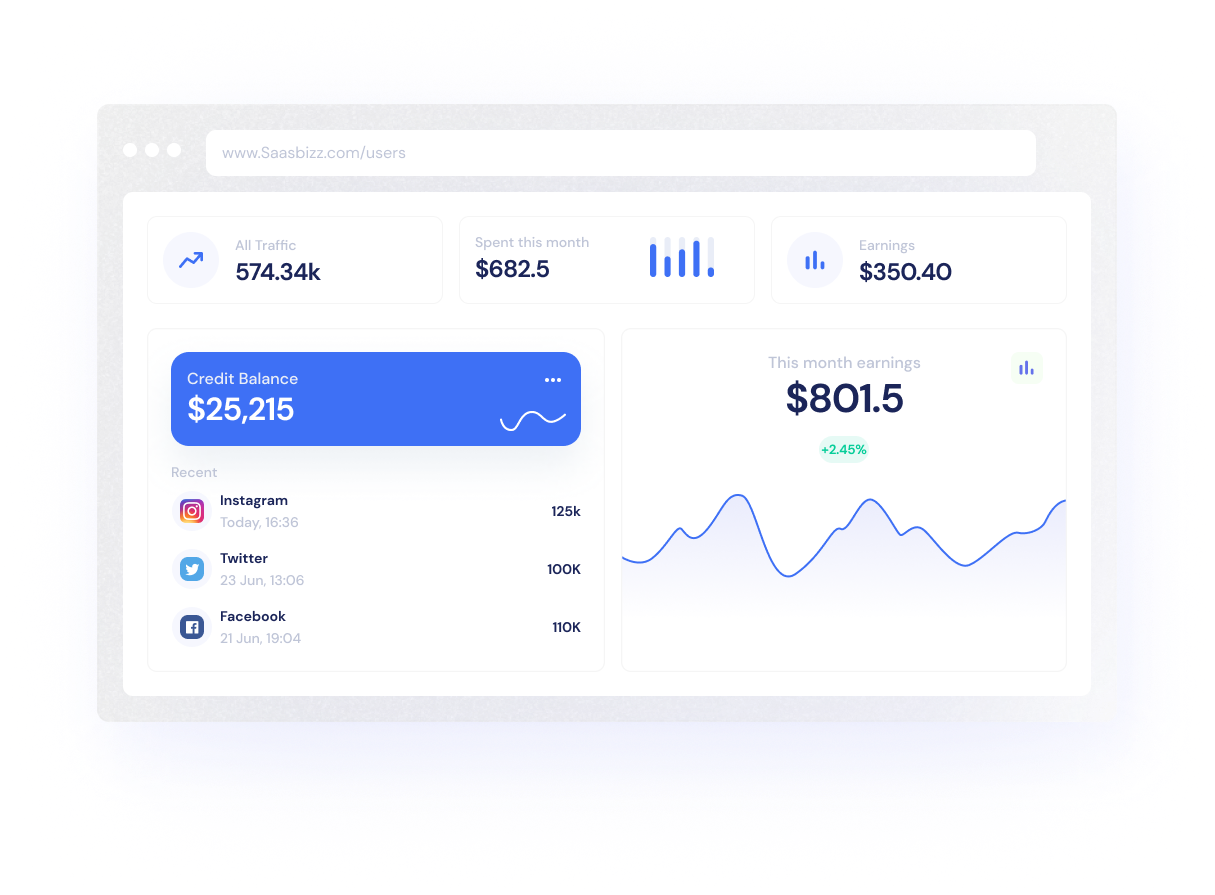 www.Saasbizz.com/users
All Traffic
574.34k
Spent this month
$682.5
Earnings
$350.40
Credit Balance
$25,215
Recent
Instagram
Today, 16:36
125k
Twitter
23 Jun, 13:06
100K
Facebook
21 Jun, 19:04
110K
This month earnings
$801.5
+2.45%